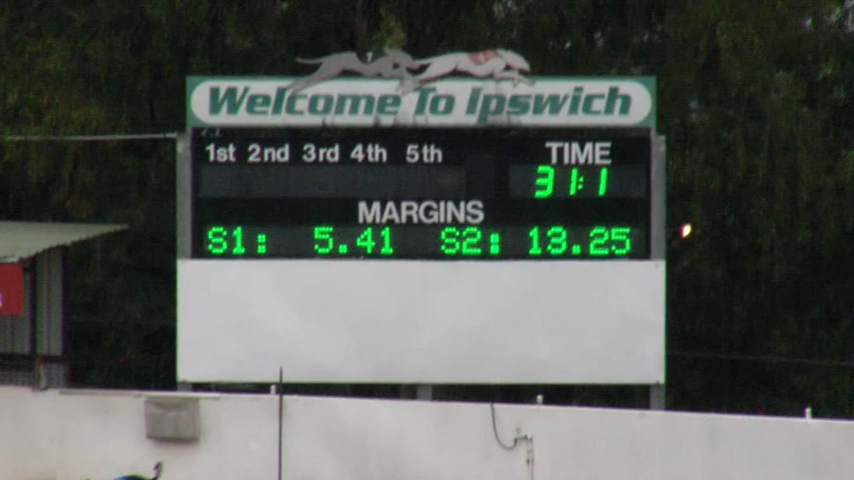 Welcome To Ipswich
1st 2nd 3rd 4th 5th TIME
31:1
MARGINS
S1: 5.41 S2: 13.25